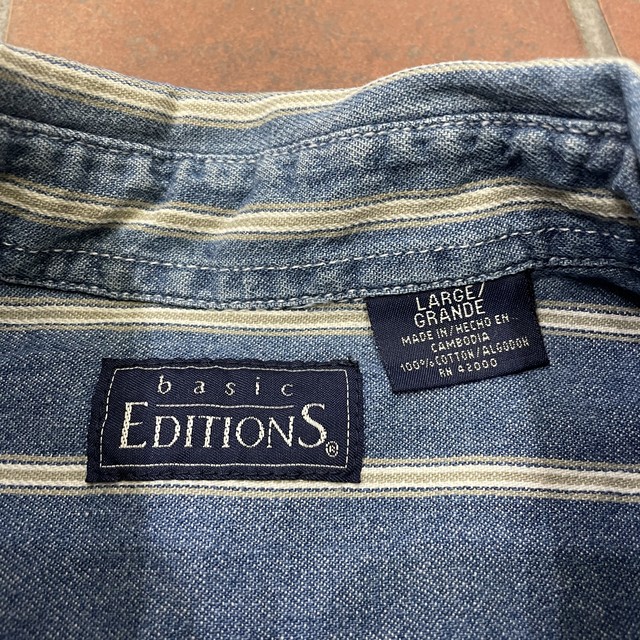 LARGE/
GRANDE
MADE IN/HECHO EN
CAMBODIA
100% COTTON/ALGODON
RN 42000
basic
EDITIONS®